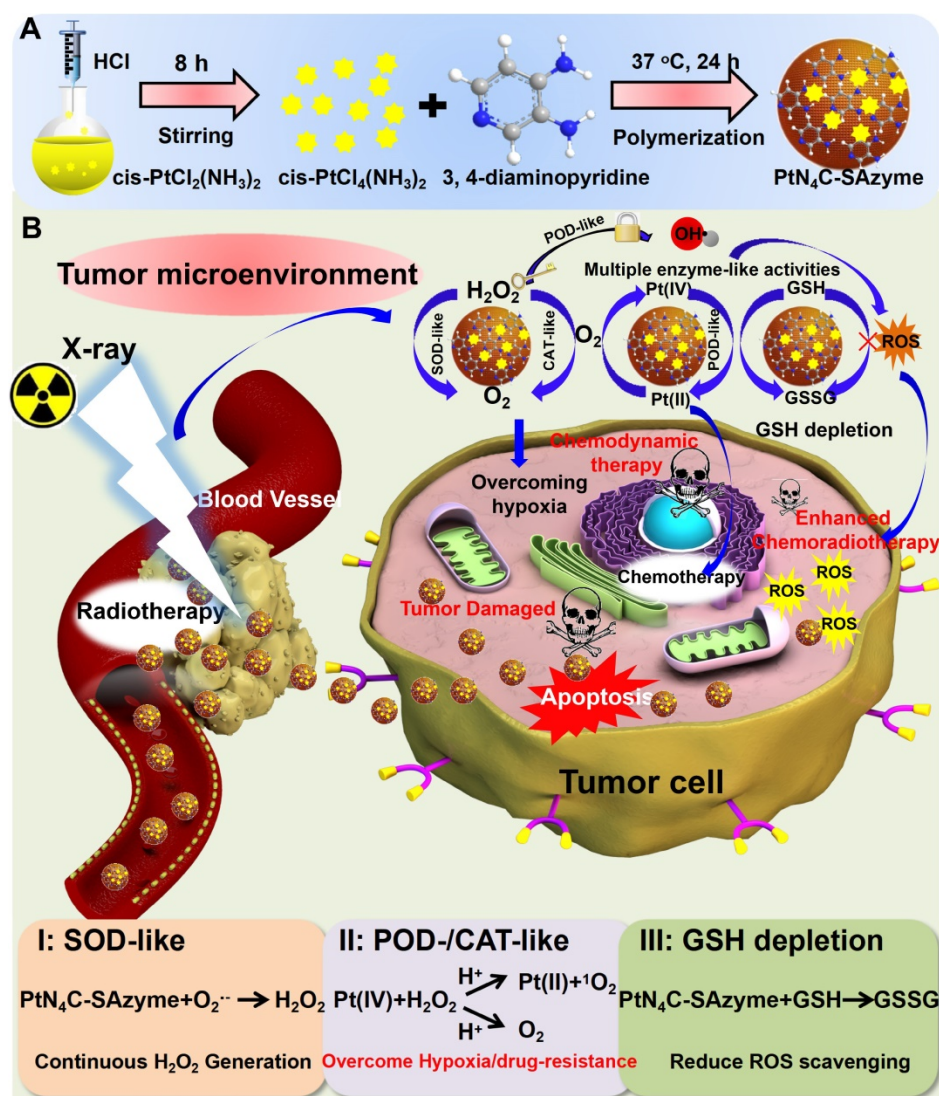 A
HCl
8 h
Stirring
37 °C, 24 h
Polymerization
cis-PtCl₂(NH₃)₂
cis-PtCl₄(NH₃)₂
3, 4-diaminopyridine
PtN₄C-SAzyme
B
Tumor microenvironment
X-ray
Blood Vessel
Radiotherapy
POD-like
OH
Multiple enzyme-like activities
H₂O₂
Pt(IV)
GSH
SOD-like
CAT-like
O₂
POD-like
ROS
O₂
Pt(II)
GSSG
GSH depletion
Chemodynamic
therapy
Overcoming
hypoxia
Enhanced
Chemoradiotherapy
Chemotherapy
ROS
ROS
ROS
Tumor Damaged
Apoptosis
Tumor cell
I: SOD-like
PtN₄C-SAzyme+O₂·⁻ → H₂O₂
Continuous H₂O₂ Generation
II: POD-/CAT-like
H⁺ Pt(II)+¹O₂
Pt(IV)+H₂O₂
H⁺ O₂
Overcome Hypoxia/drug-resistance
III: GSH depletion
PtN₄C-SAzyme+GSH→GSSG
Reduce ROS scavenging